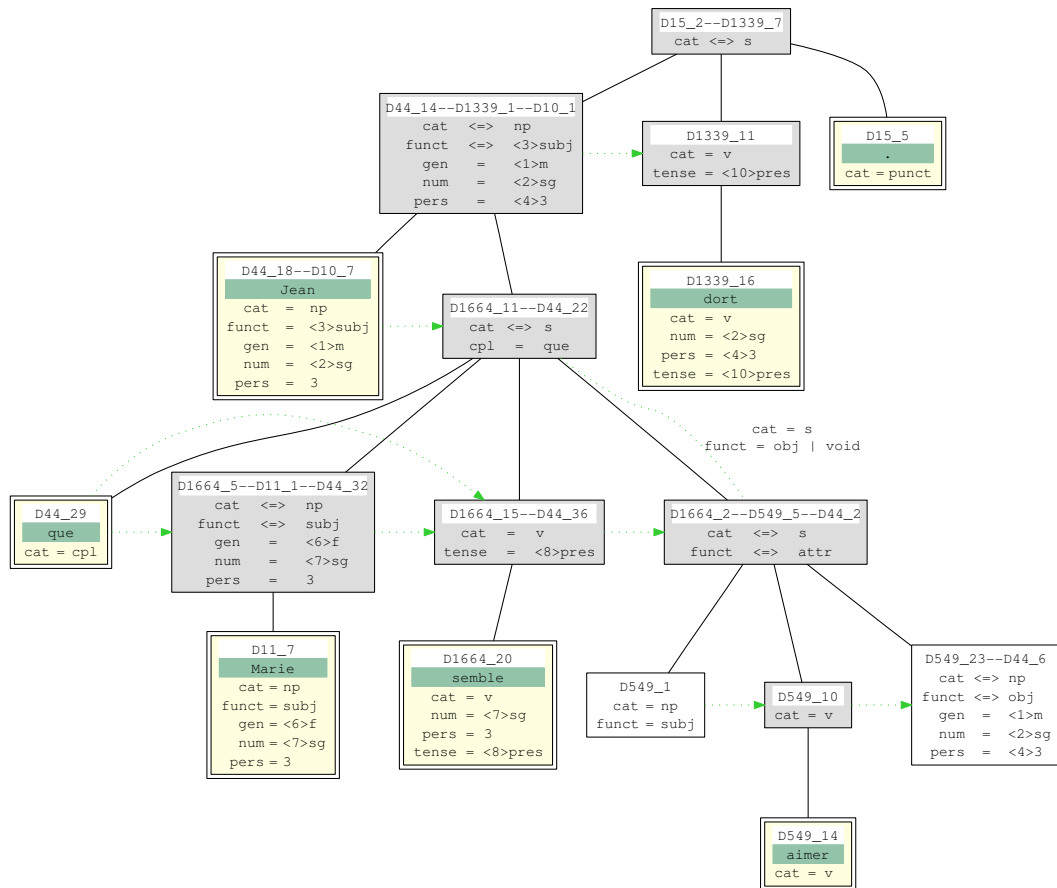 D15_2--D1339_7
cat <=> s
D44_14--D1339_1--D10_1
cat <=> np
funct <=> <3>subj
gen = <1>m
num = <2>sg
pers = <4>3
D1339_11
cat = v
tense = <10>pres
D15_5
.
cat = punct
D44_18--D10_7
Jean
cat = np
funct = <3>subj
gen = <1>m
num = <2>sg
pers = 3
D1664_11--D44_22
cat <=> s
cpl = que
D1339_16
dort
cat = v
num = <2>sg
pers = <4>3
tense = <10>pres
cat = s
funct = obj | void
D44_29
que
cat = cpl
D1664_5--D11_1--D44_32
cat <=> np
funct <=> subj
gen = <6>f
num = <7>sg
pers = 3
D1664_15--D44_36
cat = v
tense = <8>pres
D1664_2--D549_5--D44_2
cat <=> s
funct <=> attr
D11_7
Marie
cat = np
funct = subj
gen = <6>f
num = <7>sg
pers = 3
D1664_20
semble
cat = v
num = <7>sg
pers = 3
tense = <8>pres
D549_1
cat = np
funct = subj
D549_10
cat = v
D549_23--D44_6
cat <=> np
funct <=> obj
gen = <1>m
num = <2>sg
pers = <4>3
D549_14
aimer
cat = v